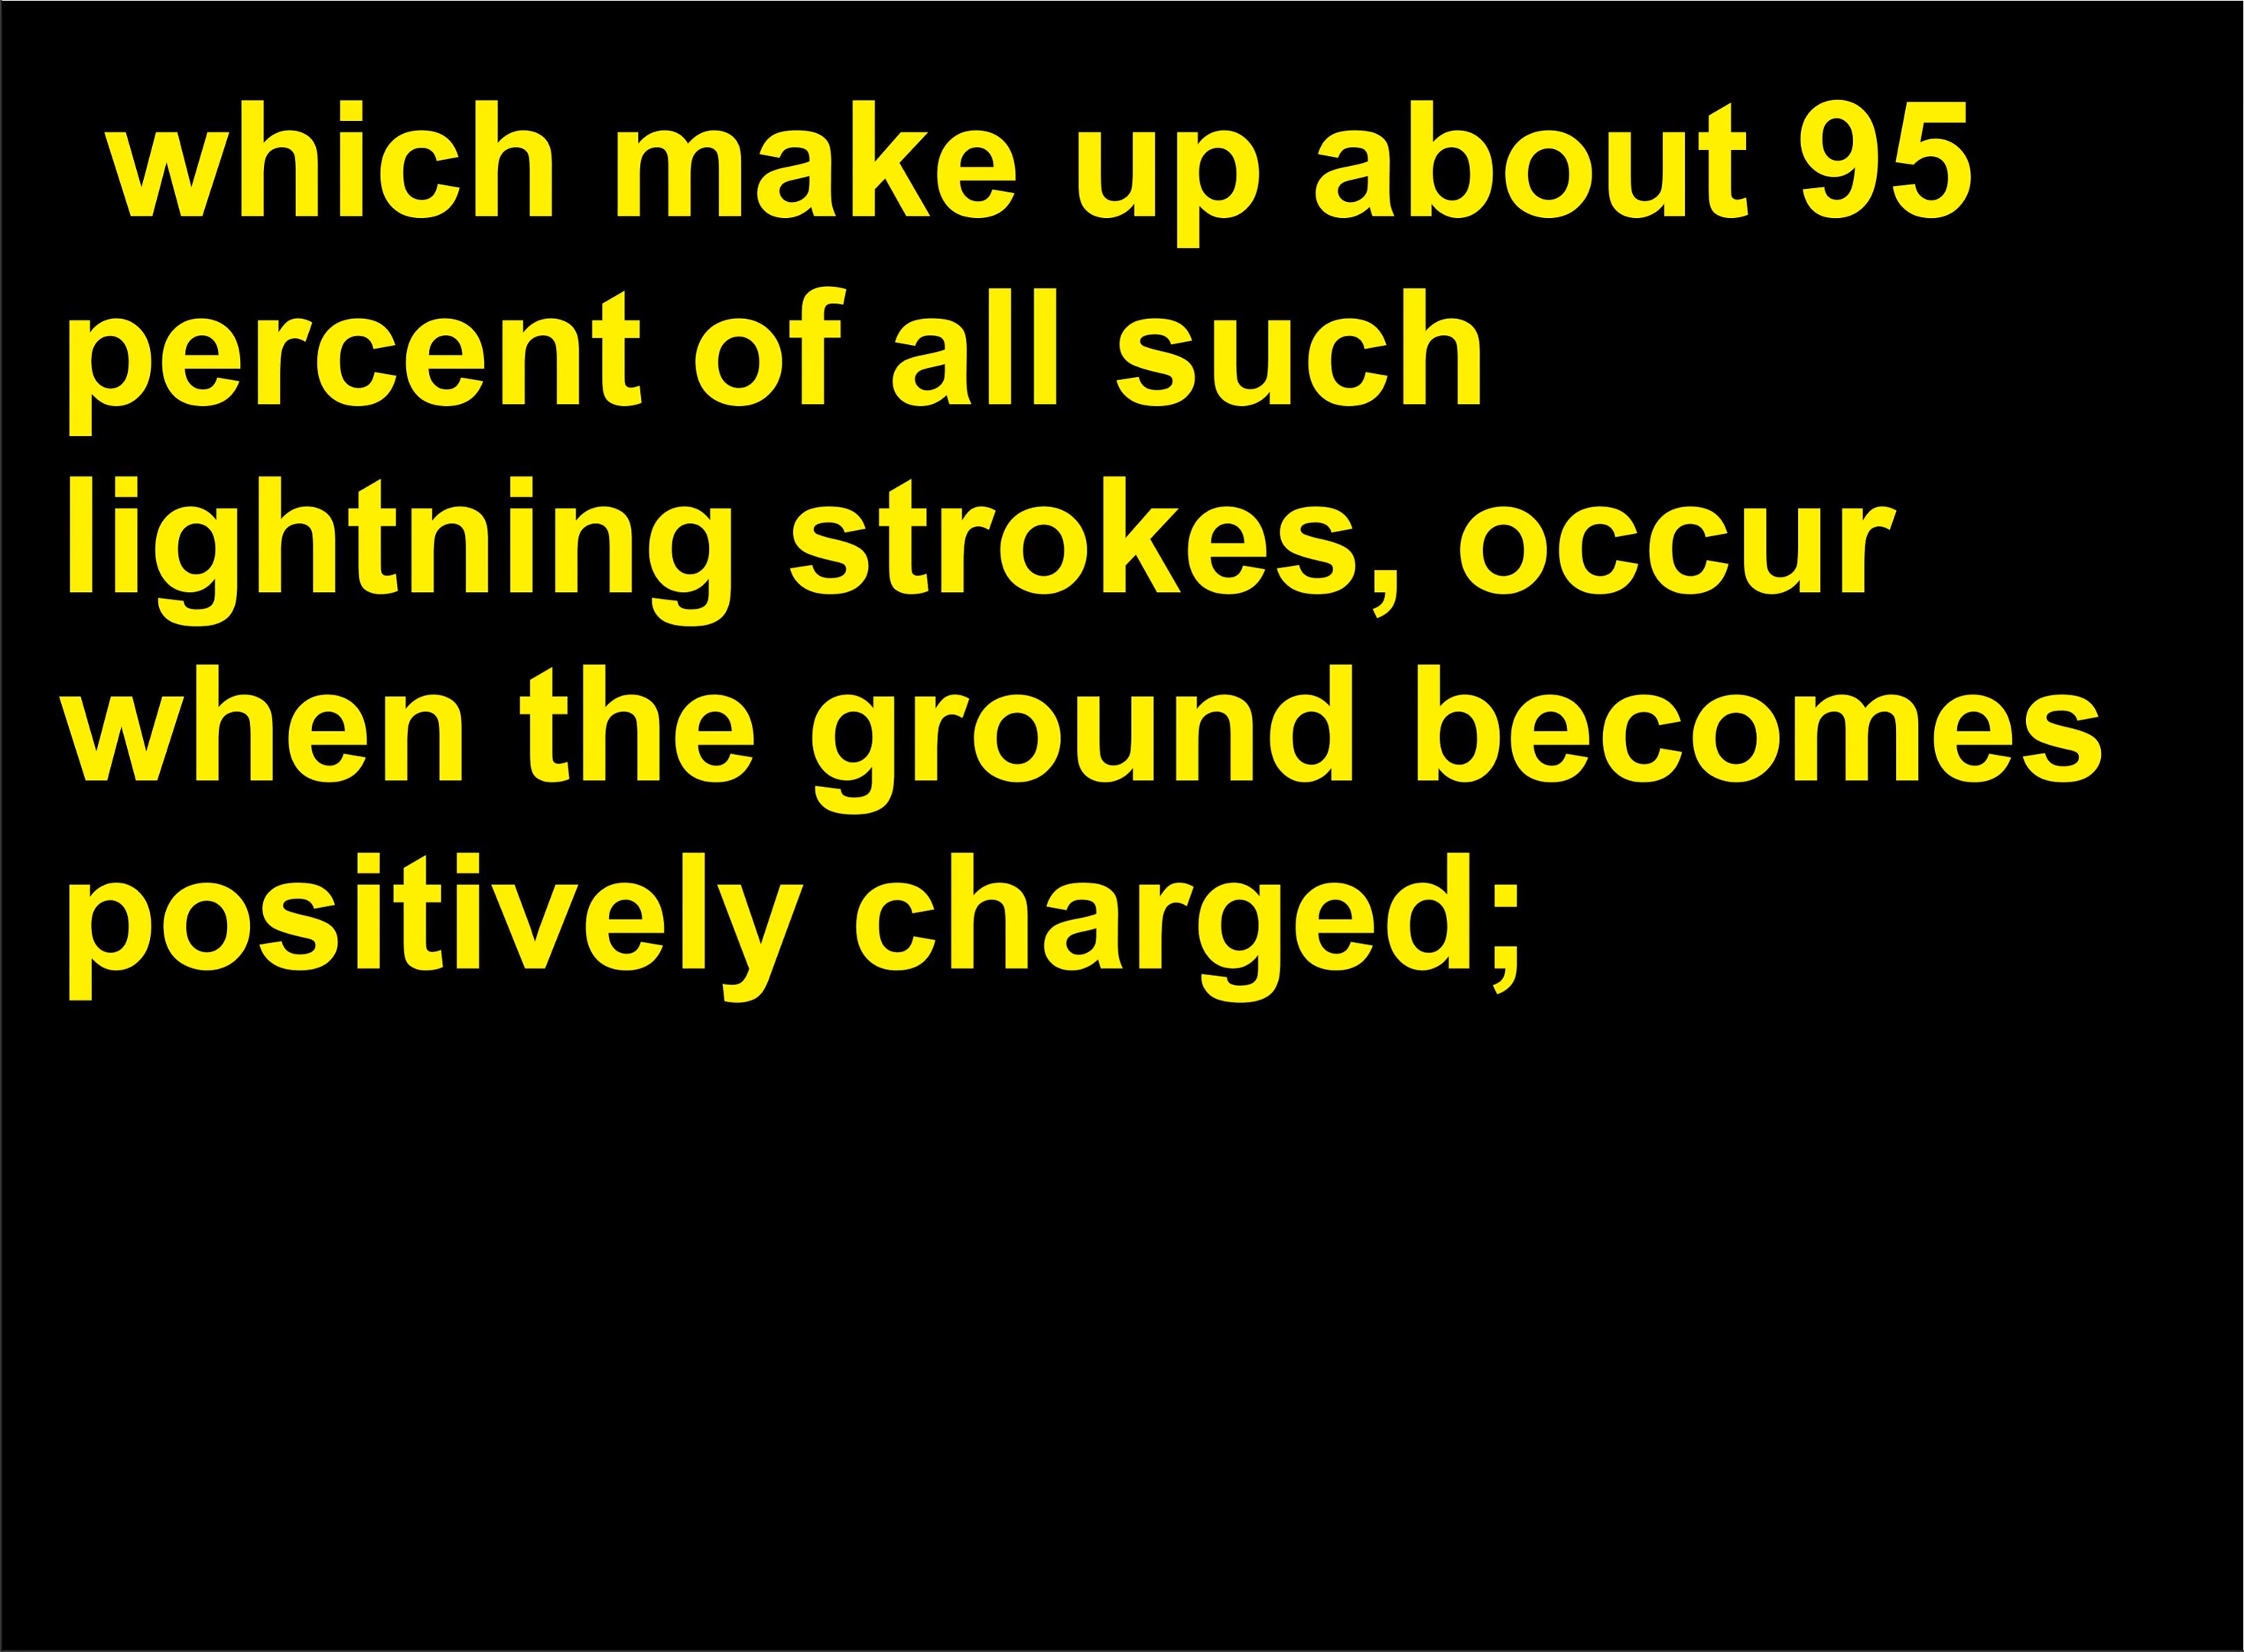 which make up about 95
percent of all such
lightning strokes, occur
when the ground becomes
positively charged;